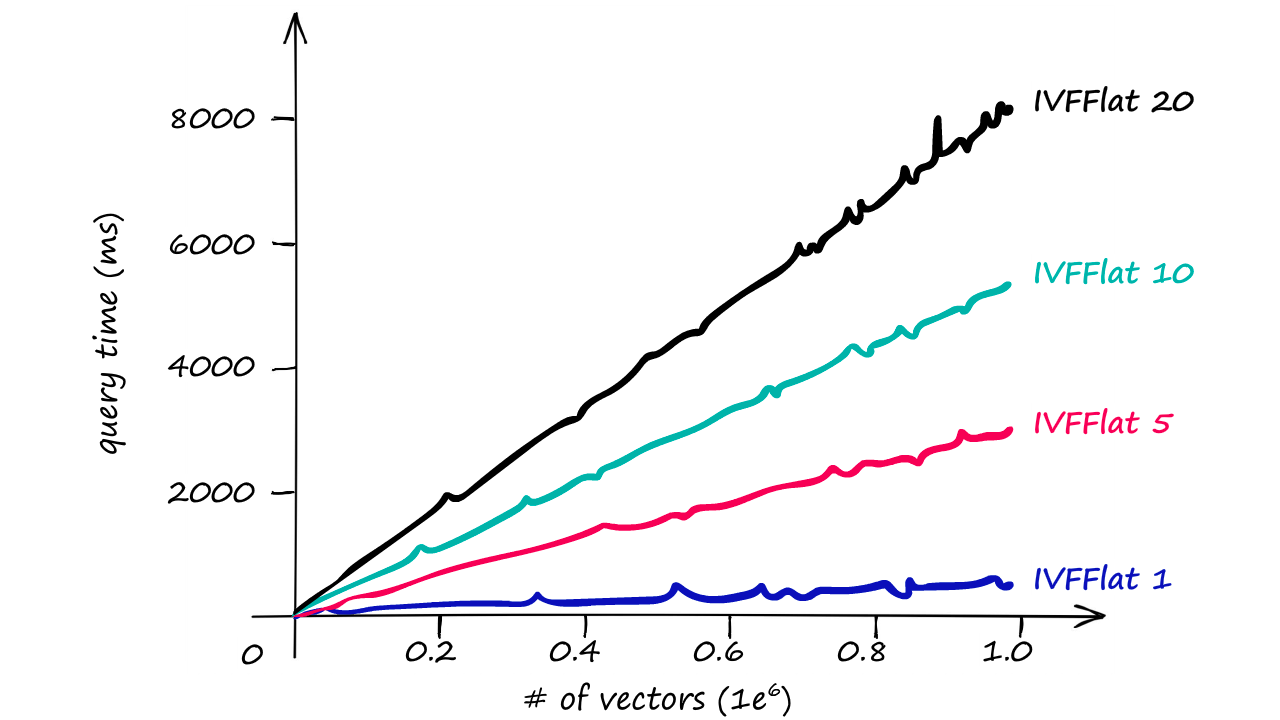 IVFFlat 20
8000
6000
IVFFlat 10
query time (ms)
4000
IVFFlat 5
2000
IVFFlat 1
0
0.2
0.4
0.6
0.8
1.0
# of vectors (1e⁶)